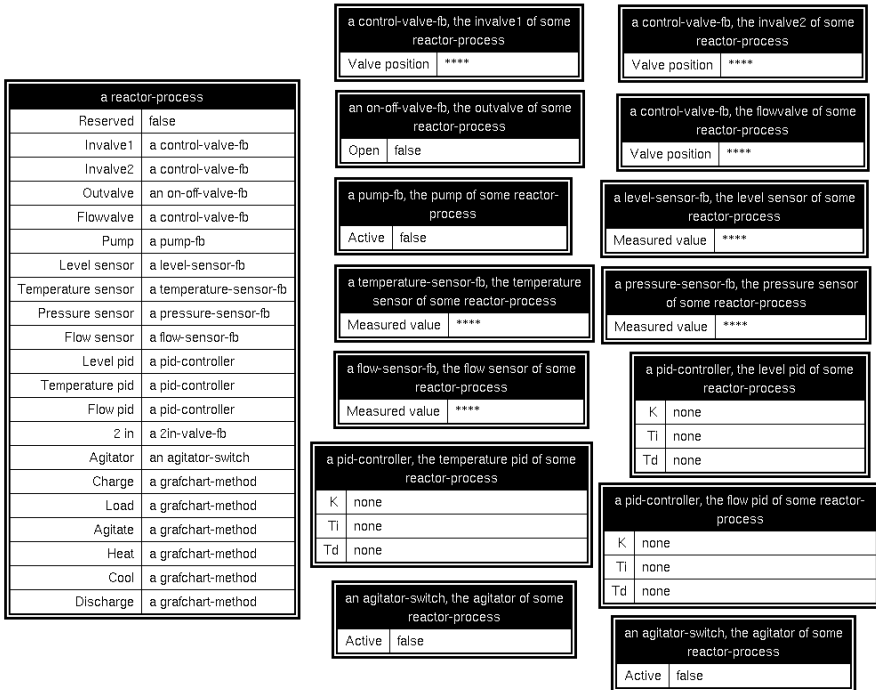 a reactor-process
Reserved false
Invalve1 a control-valve-fb
Invalve2 a control-valve-fb
Outvalve an on-off-valve-fb
Flowvalve a control-valve-fb
Pump a pump-fb
Level sensor a level-sensor-fb
Temperature sensor a temperature-sensor-fb
Pressure sensor a pressure-sensor-fb
Flow sensor a flow-sensor-fb
Level pid a pid-controller
Temperature pid a pid-controller
Flow pid a pid-controller
2 in a 2in-valve-fb
Agitator an agitator-switch
Charge a grafchart-method
Load a grafchart-method
Agitate a grafchart-method
Heat a grafchart-method
Cool a grafchart-method
Discharge a grafchart-method
a control-valve-fb, the invalve1 of some
reactor-process
Valve position ****
an on-off-valve-fb, the outvalve of some
reactor-process
Open false
a pump-fb, the pump of some reactor-
process
Active false
a temperature-sensor-fb, the temperature
sensor of some reactor-process
Measured value ****
a flow-sensor-fb, the flow sensor of some
reactor-process
Measured value ****
a pid-controller, the temperature pid of some
reactor-process
K none
Ti none
Td none
an agitator-switch, the agitator of some
reactor-process
Active false
a control-valve-fb, the invalve2 of some
reactor-process
Valve position ****
a control-valve-fb, the flowvalve of some
reactor-process
Valve position ****
a level-sensor-fb, the level sensor of some
reactor-process
Measured value ****
a pressure-sensor-fb, the pressure sensor
of some reactor-process
Measured value ****
a pid-controller, the level pid of some
reactor-process
K none
Ti none
Td none
a pid-controller, the flow pid of some reactor-
process
K none
Ti none
Td none
an agitator-switch, the agitator of some
reactor-process
Active false